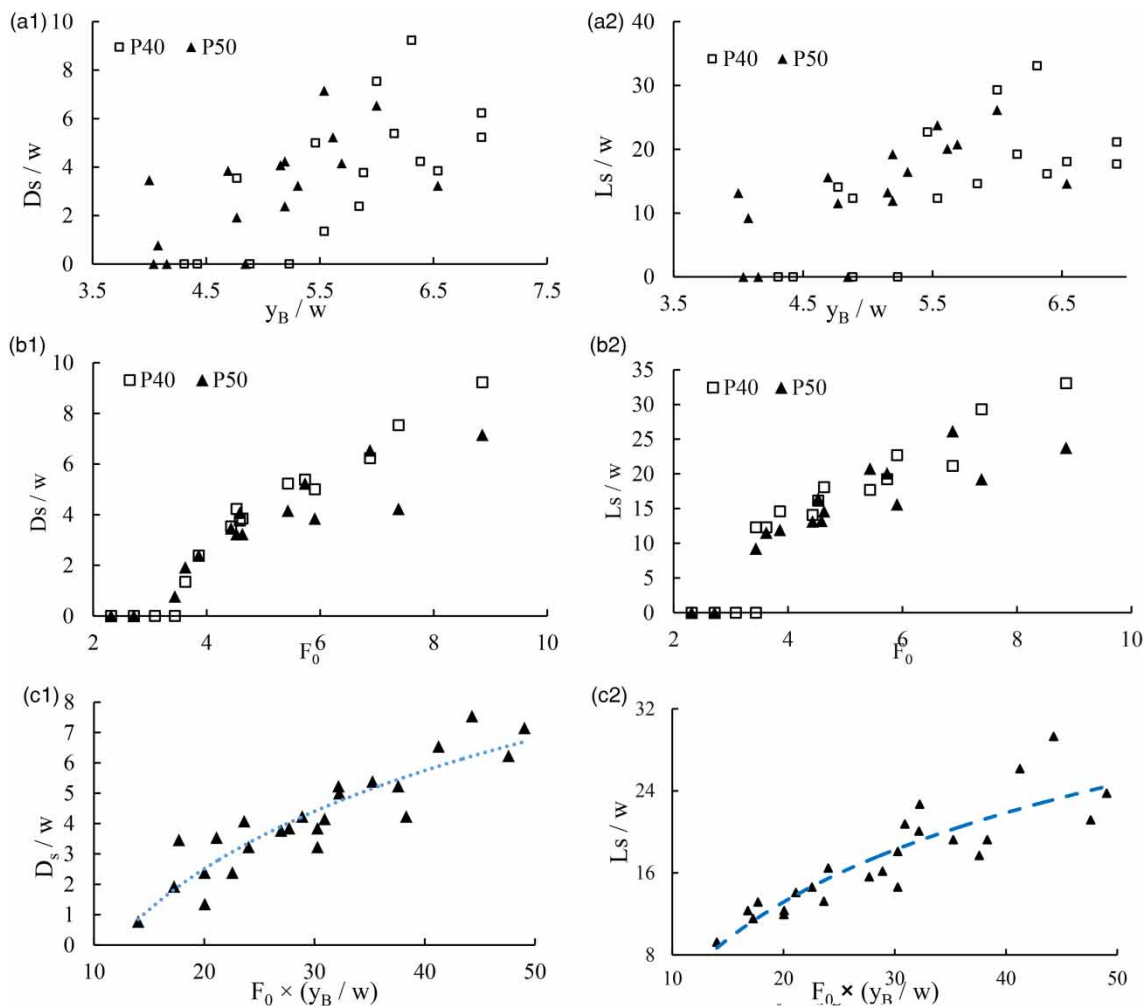 (a1)
10
P40 P50
8
6
Ds / w
4
2
0
3.5 4.5 5.5 6.5 7.5
y_B / w
(a2)
40
P40 P50
30
Ls / w
20
10
0
3.5 4.5 5.5 6.5
y_B / w
(b1)
10
P40 P50
8
6
Ds / w
4
2
0
2 4 6 8 10
F_0
(b2)
35
P40 P50
30
25
Ls / w
20
15
10
5
0
2 4 6 8 10
F_0
(c1)
8
7
6
5
D_s / w
4
3
2
1
0
10 20 30 40 50
F_0 × (y_B / w)
(c2)
32
24
Ls / w
16
8
10 20 30 40 50
F_0 × (y_B / w)